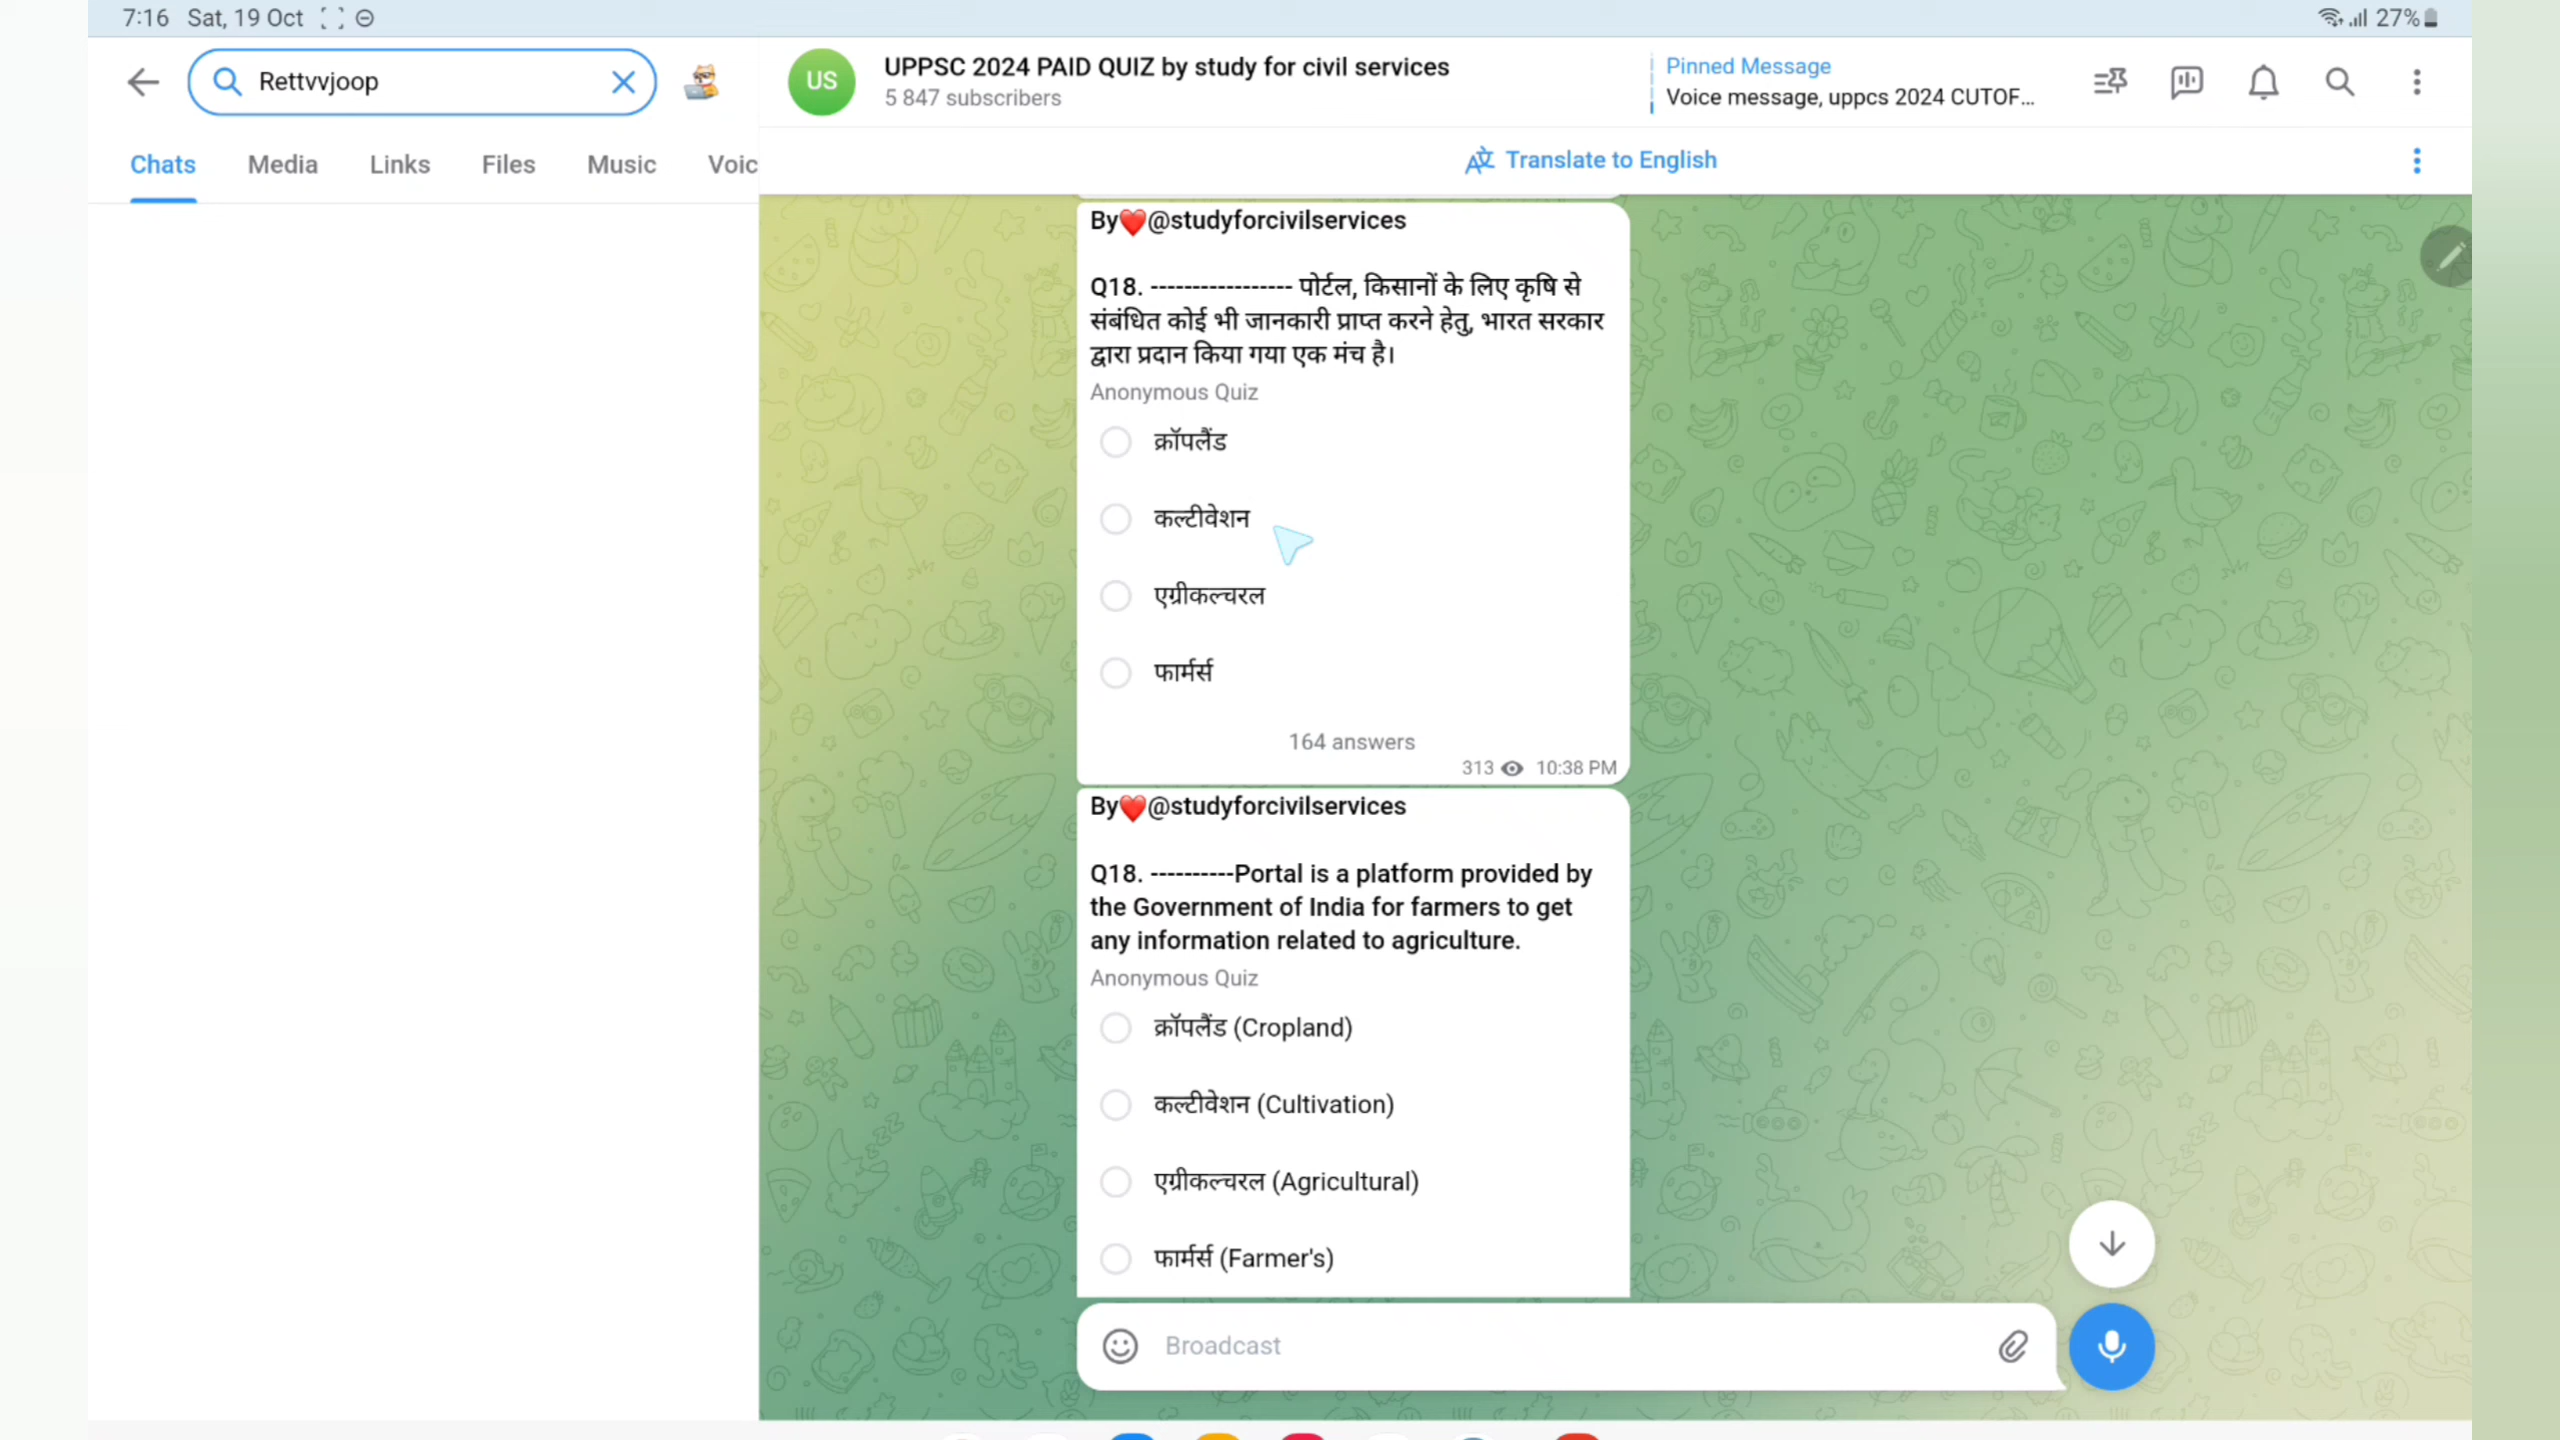 7:16 Sat, 19 Oct
27%
Rettvvjoop
Chats Media Links Files Music Voic
US
UPPSC 2024 PAID QUIZ by study for civil services
5 847 subscribers
Pinned Message
Voice message, uppcs 2024 CUTOF...
Translate to English
By❤️@studyforcivilservices
Q18. ----------------- पोर्टल, किसानों के लिए कृषि से
संबंधित कोई भी जानकारी प्राप्त करने हेतु, भारत सरकार
द्वारा प्रदान किया गया एक मंच है।
Anonymous Quiz
क्रॉपलैंड
कल्टीवेशन
एग्रीकल्चरल
फार्मर्स
164 answers
313 10:38 PM
By❤️@studyforcivilservices
Q18. ----------Portal is a platform provided by
the Government of India for farmers to get
any information related to agriculture.
Anonymous Quiz
क्रॉपलैंड (Cropland)
कल्टीवेशन (Cultivation)
एग्रीकल्चरल (Agricultural)
फार्मर्स (Farmer's)
Broadcast